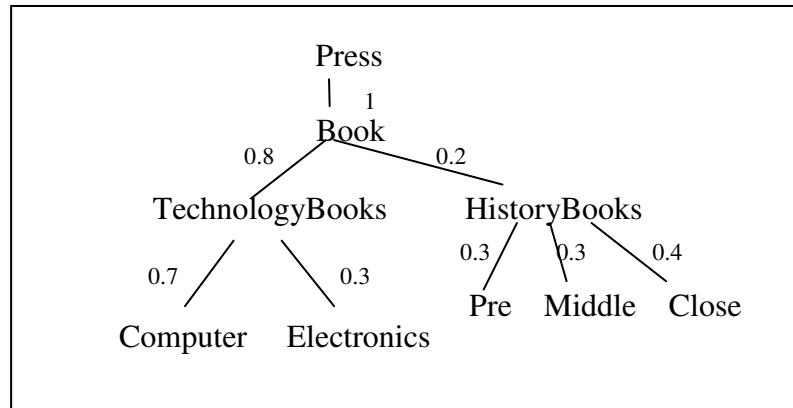 Press
1
Book
0.8 0.2
TechnologyBooks HistoryBooks
0.7 0.3 0.3 0.3 0.4
Pre Middle Close
Computer Electronics